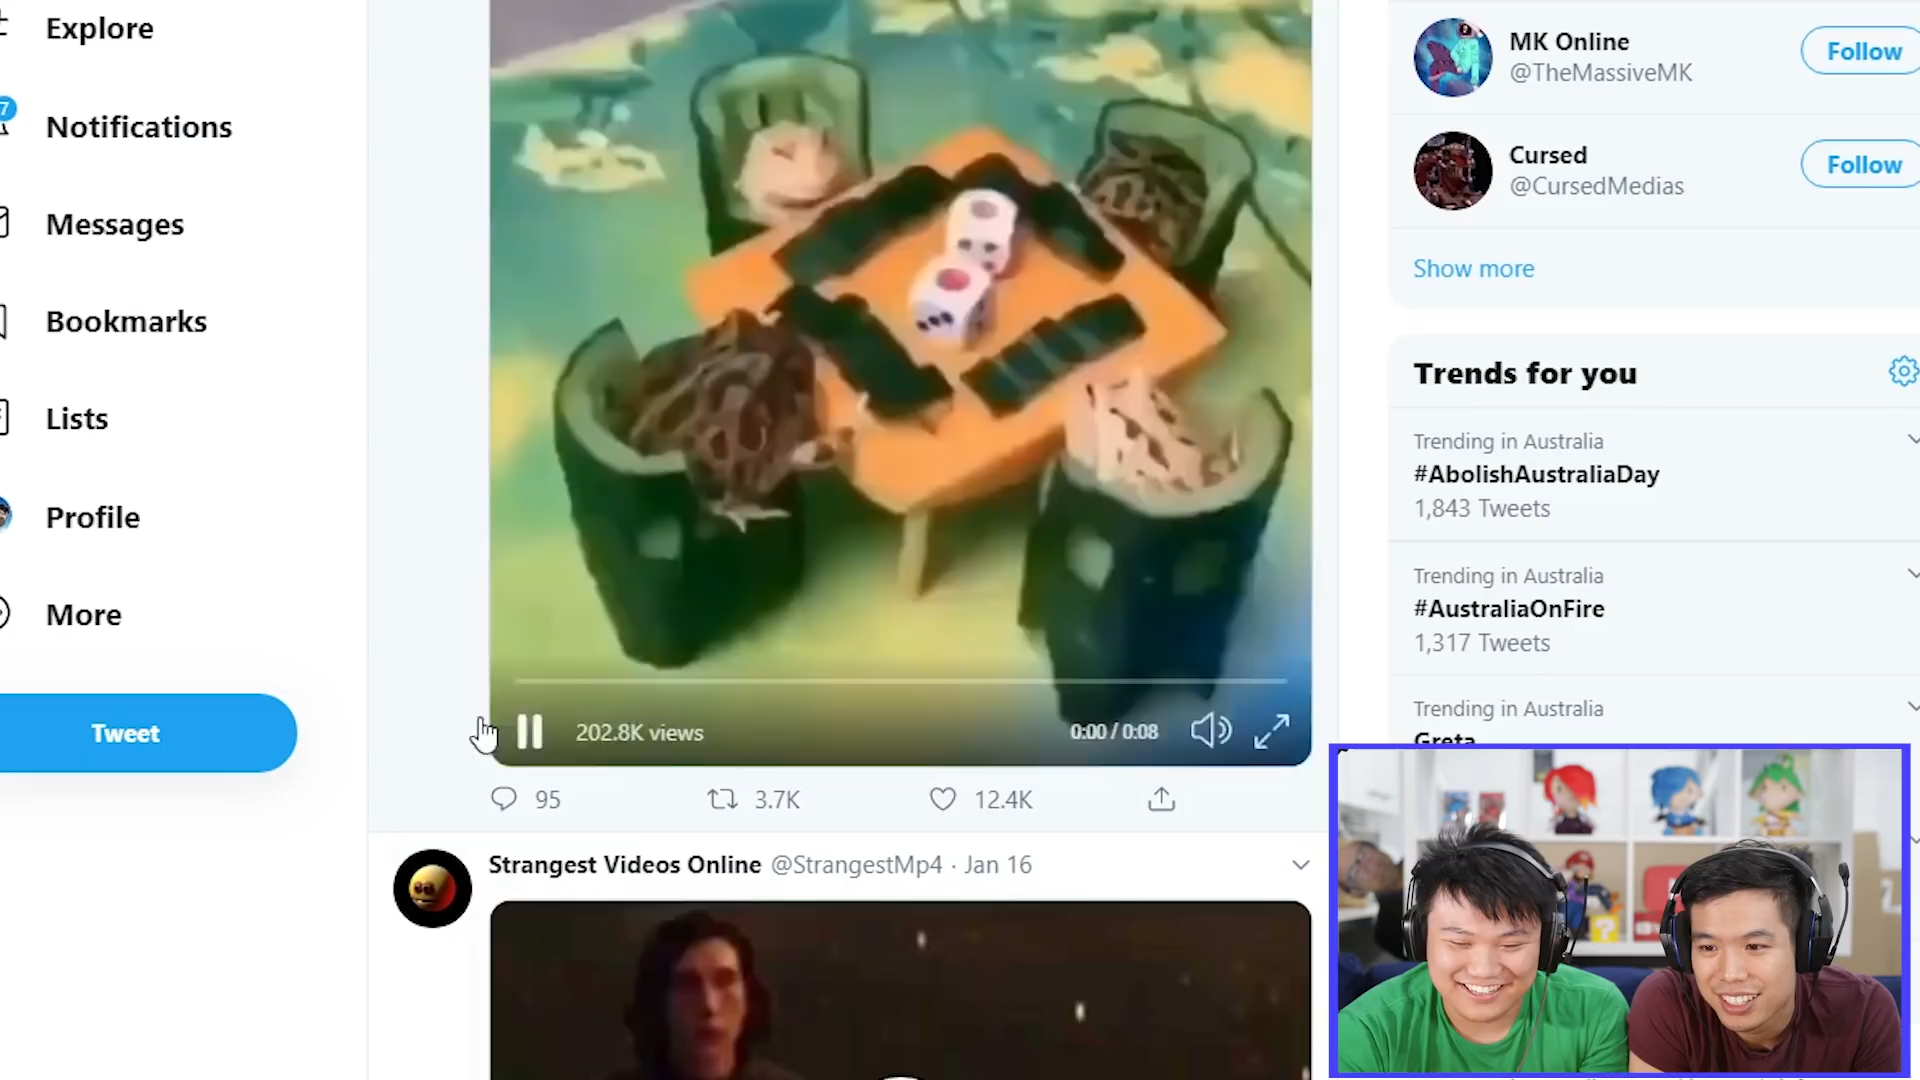 Explore
7
Notifications
Messages
Bookmarks
Lists
Profile
More
Tweet
202.8K views
0:00 / 0:08
95
3.7K
12.4K
Strangest Videos Online @StrangestMp4 · Jan 16
MK Online
@TheMassiveMK
Follow
Cursed
@CursedMedias
Follow
Show more
Trends for you
Trending in Australia
#AbolishAustraliaDay
1,843 Tweets
Trending in Australia
#AustraliaOnFire
1,317 Tweets
Trending in Australia
Greta